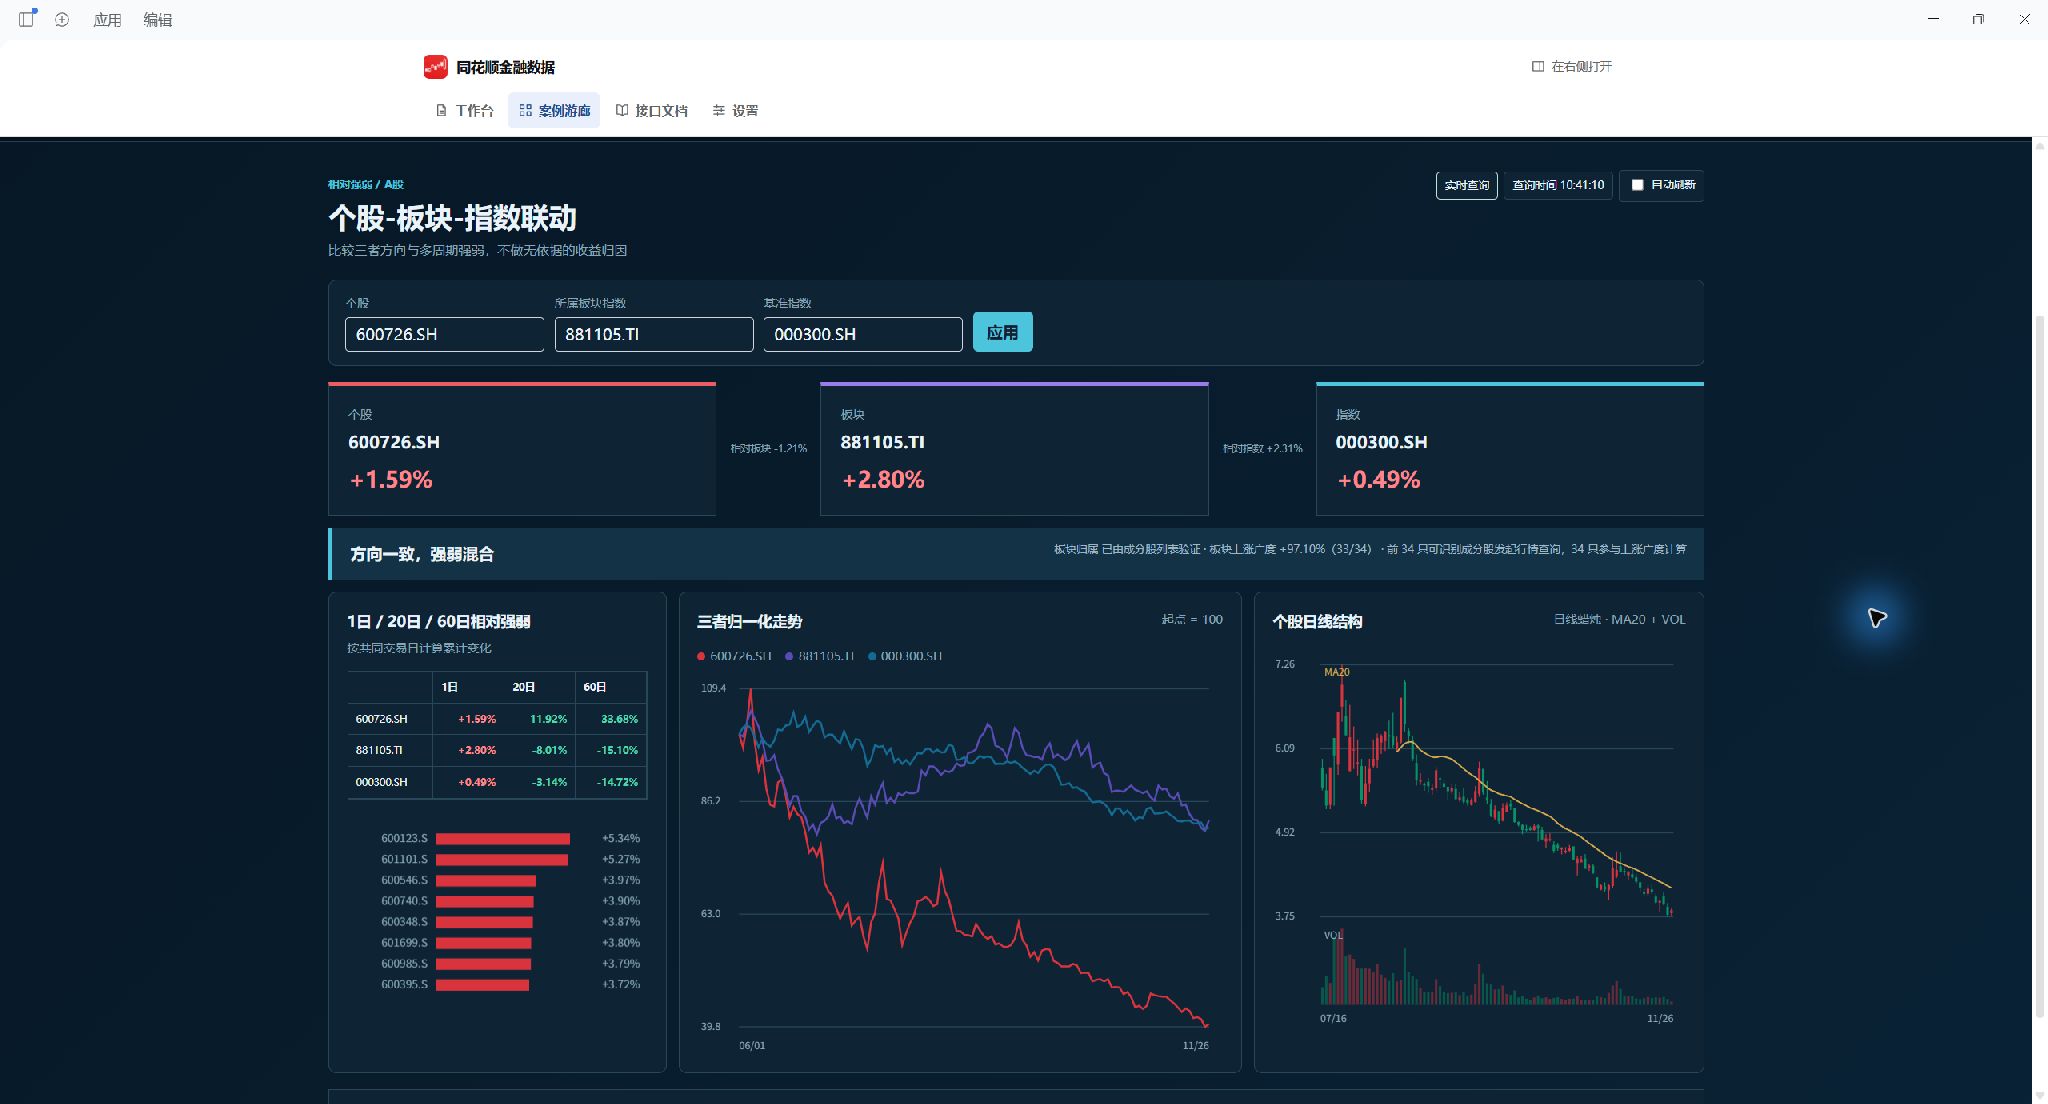 应用 编辑
同花顺金融数据
在右侧打开
工作台 案例游廊 接口文档 设置
相对强弱 / A股
实时查询 查询时间 10:41:10 自动刷新
个股-板块-指数联动
比较三者方向与多周期强弱，不做无依据的收益归因
个股 所属板块指数 基准指数
600726.SH 881105.TI 000300.SH 应用
个股
600726.SH
+1.59%
相对板块 -1.21%
板块
881105.TI
+2.80%
相对指数 +2.31%
指数
000300.SH
+0.49%
方向一致，强弱混合
板块归属 已由成分股列表验证 · 板块上涨广度 +97.10%（33/34） · 前 34 只可识别成分股发起行情查询，34 只参与上涨广度计算
1日 / 20日 / 60日相对强弱
按共同交易日计算累计变化
1日 20日 60日
600726.SH +1.59% 11.92% 33.68%
881105.TI +2.80% -8.01% -15.10%
000300.SH +0.49% -3.14% -14.72%
600123.S +5.34%
601101.S +5.27%
600546.S +3.97%
600740.S +3.90%
600348.S +3.87%
601699.S +3.80%
600985.S +3.79%
600395.S +3.72%
三者归一化走势
起点 = 100
600726.SH 881105.TI 000300.SH
109.4
86.2
63.0
39.8
06/01 11/26
个股日线结构
日线蜡烛 · MA20 + VOL
7.26
MA20
6.09
4.92
3.75
VOL
07/16 11/26